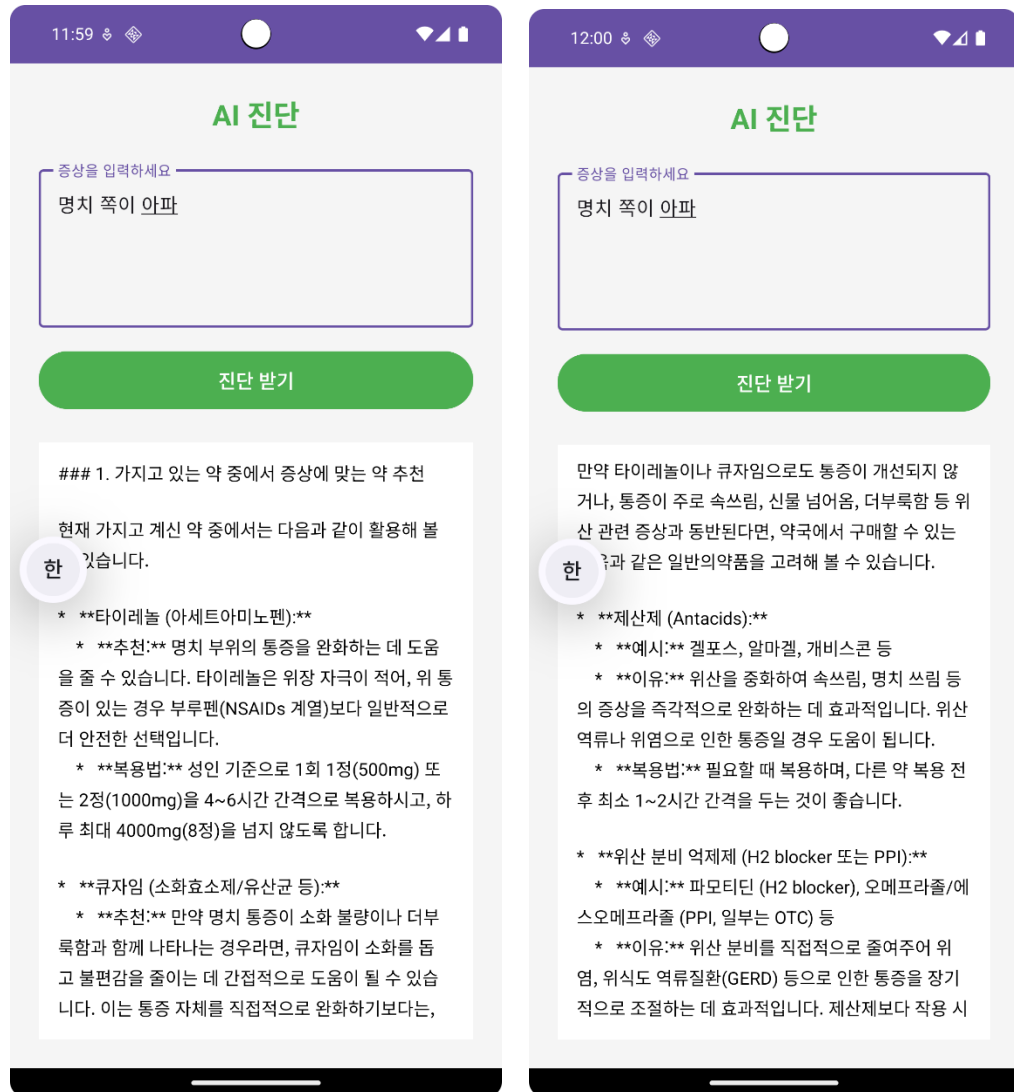 11:59
AI 진단
증상을 입력하세요
명치 쪽이 아파
진단 받기
### 1. 가지고 있는 약 중에서 증상에 맞는 약 추천
현재 가지고 계신 약 중에서는 다음과 같이 활용해 볼
있습니다.
한
* **타이레놀 (아세트아미노펜):**
* **추천:** 명치 부위의 통증을 완화하는 데 도움
을 줄 수 있습니다. 타이레놀은 위장 자극이 적어, 위 통
증이 있는 경우 부루펜(NSAIDs 계열)보다 일반적으로
더 안전한 선택입니다.
* **복용법:** 성인 기준으로 1회 1정(500mg) 또
는 2정(1000mg)을 4~6시간 간격으로 복용하시고, 하
루 최대 4000mg(8정)을 넘지 않도록 합니다.
* **큐자임 (소화효소제/유산균 등):**
* **추천:** 만약 명치 통증이 소화 불량이나 더부
룩함과 함께 나타나는 경우라면, 큐자임이 소화를 돕
고 불편감을 줄이는 데 간접적으로 도움이 될 수 있습
니다. 이는 통증 자체를 직접적으로 완화하기보다는,
12:00
AI 진단
증상을 입력하세요
명치 쪽이 아파
진단 받기
만약 타이레놀이나 큐자임으로도 통증이 개선되지 않
거나, 통증이 주로 속쓰림, 신물 넘어옴, 더부룩함 등 위
산 관련 증상과 동반된다면, 약국에서 구매할 수 있는
과 같은 일반의약품을 고려해 볼 수 있습니다.
한
* **제산제 (Antacids):**
* **예시:** 겔포스, 알마겔, 개비스콘 등
* **이유:** 위산을 중화하여 속쓰림, 명치 쓰림 등
의 증상을 즉각적으로 완화하는 데 효과적입니다. 위산
역류나 위염으로 인한 통증일 경우 도움이 됩니다.
* **복용법:** 필요할 때 복용하며, 다른 약 복용 전
후 최소 1~2시간 간격을 두는 것이 좋습니다.
* **위산 분비 억제제 (H2 blocker 또는 PPI):**
* **예시:** 파모티딘 (H2 blocker), 오메프라졸/에
스오메프라졸 (PPI, 일부는 OTC) 등
* **이유:** 위산 분비를 직접적으로 줄여주어 위
염, 위식도 역류질환(GERD) 등으로 인한 통증을 장기
적으로 조절하는 데 효과적입니다. 제산제보다 작용 시